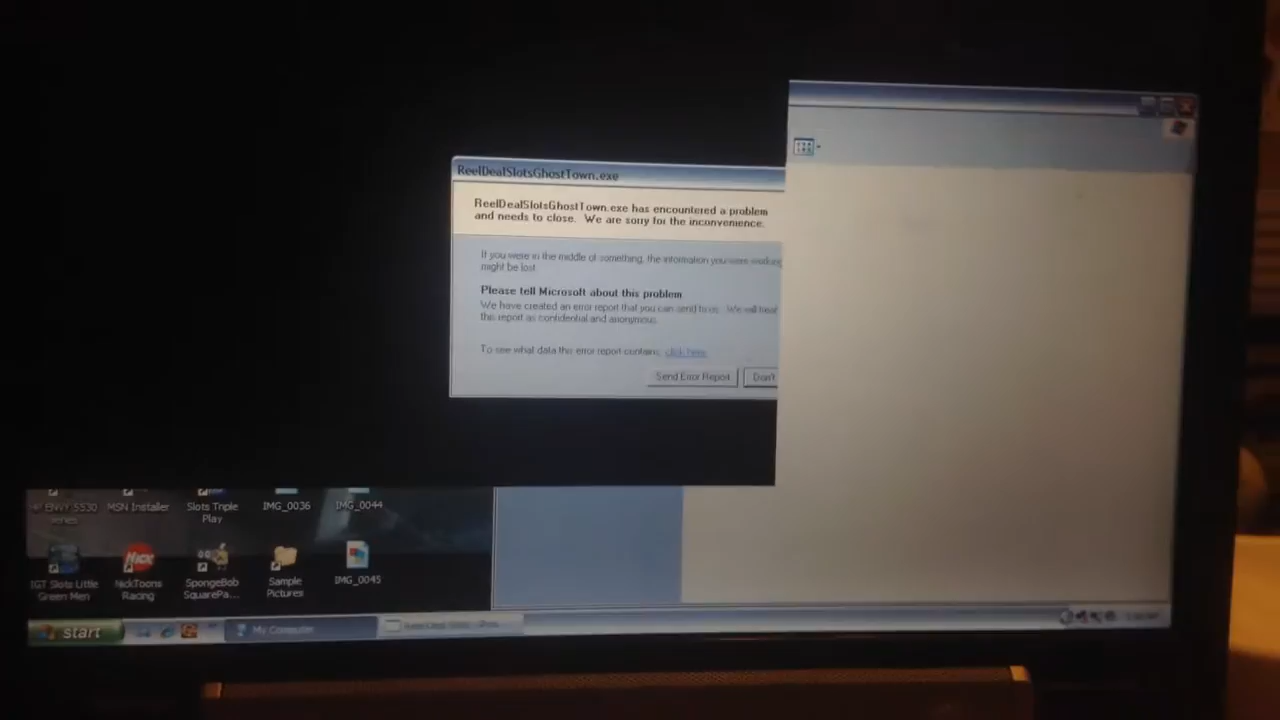 ReelDealSlotsGhostTown.exe
ReelDealSlotsGhostTown.exe has encountered a problem
and needs to close. We are sorry for the inconvenience.
If you were in the middle of something, the information you were working
might be lost.
Please tell Microsoft about this problem
We have created an error report that you can send to us. We will treat
this report as confidential and anonymous.
To see what data this error report contains, click here.
Send Error Report
Don't
ENVY 5530
series
MSN Installer
Slots Triple
Play
IMG_0036
IMG_0044
IGT Slots Little
Green Men
NickToons
Racing
SpongeBob
SquarePa...
Sample
Pictures
IMG_0045
start
My Computer